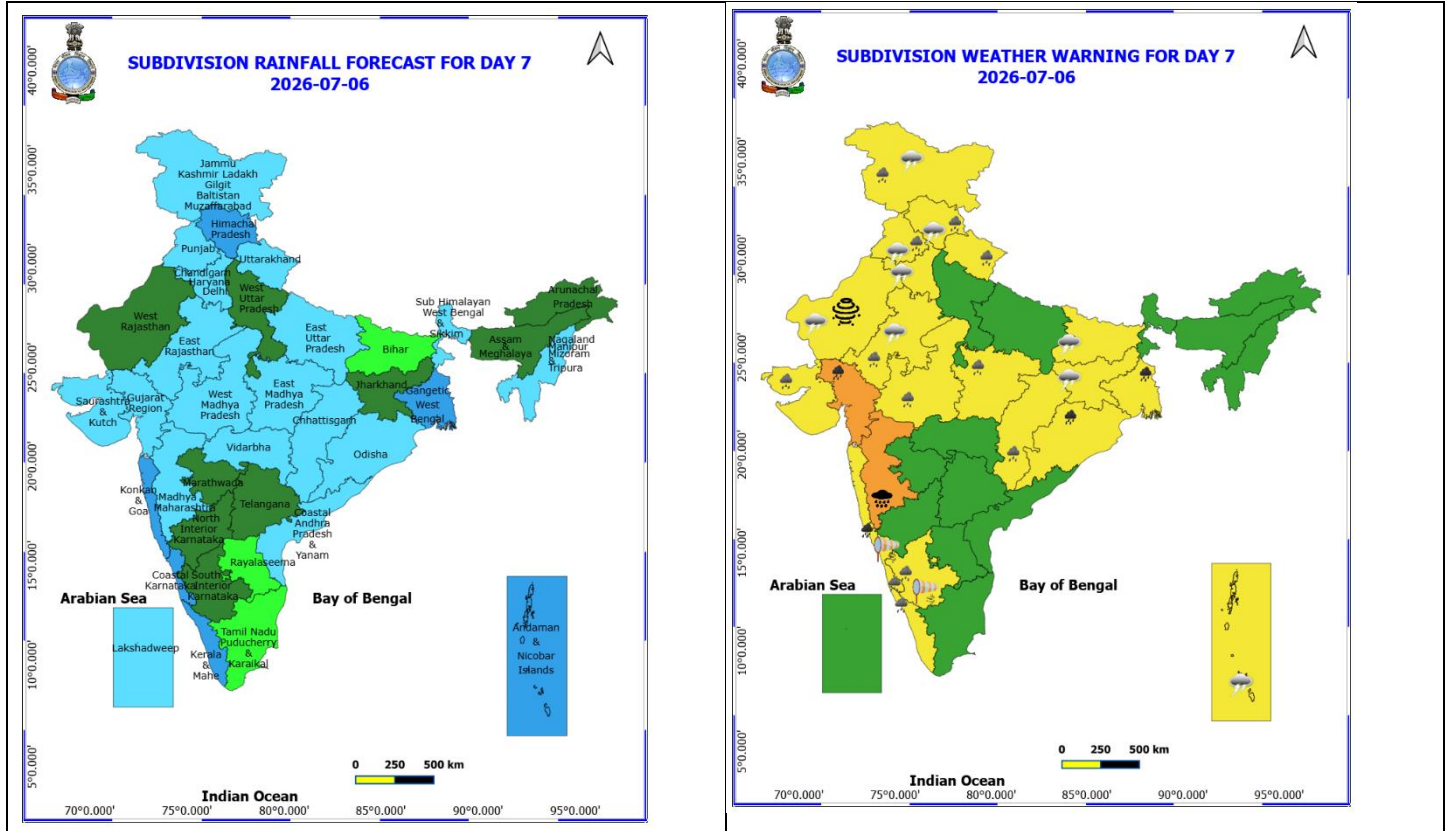 SUBDIVISION RAINFALL FORECAST FOR DAY 7
2026-07-06
40°0.000'
35°0.000'
30°0.000'
25°0.000'
20°0.000'
15°0.000'
10°0.000'
5°0.000'
Jammu
Kashmir Ladakh
Gilgit
Baltistan
Muzaffarabad
Himachal
Pradesh
Punjab
Uttarakhand
Chandigarh
Haryana
Delhi
West
Uttar
Pradesh
West
Rajasthan
East
Rajasthan
East
Uttar
Pradesh
Sub Himalayan
West Bengal
&
Sikkim
Arunachal
Pradesh
Assam
&
Meghalaya
Nagaland
Manipur
Mizoram
&
Tripura
Bihar
Jharkhand
Gangetic
West
Bengal
Saurashtra
&
Kutch
Gujarat
Region
West
Madhya
Pradesh
East
Madhya
Pradesh
Chhattisgarh
Odisha
Vidarbha
Konkan
&
Goa
Madhya
Maharashtra
Marathwada
Telangana
North
Interior
Karnataka
Coastal
Andhra
Pradesh
&
Yanam
Rayalaseema
Coastal
Karnataka
South
Interior
Karnataka
Tamil Nadu
Puducherry
&
Karaikal
Kerala
&
Mahe
Lakshadweep
Andaman
&
Nicobar
Islands
Arabian Sea
Bay of Bengal
Indian Ocean
0 250 500 km
70°0.000' 75°0.000' 80°0.000' 85°0.000' 90°0.000' 95°0.000'
SUBDIVISION WEATHER WARNING FOR DAY 7
2026-07-06
40°0.000'
35°0.000'
30°0.000'
25°0.000'
20°0.000'
15°0.000'
10°0.000'
5°0.000'
Arabian Sea
Bay of Bengal
Indian Ocean
0 250 500 km
70°0.000' 75°0.000' 80°0.000' 85°0.000' 90°0.000' 95°0.000'